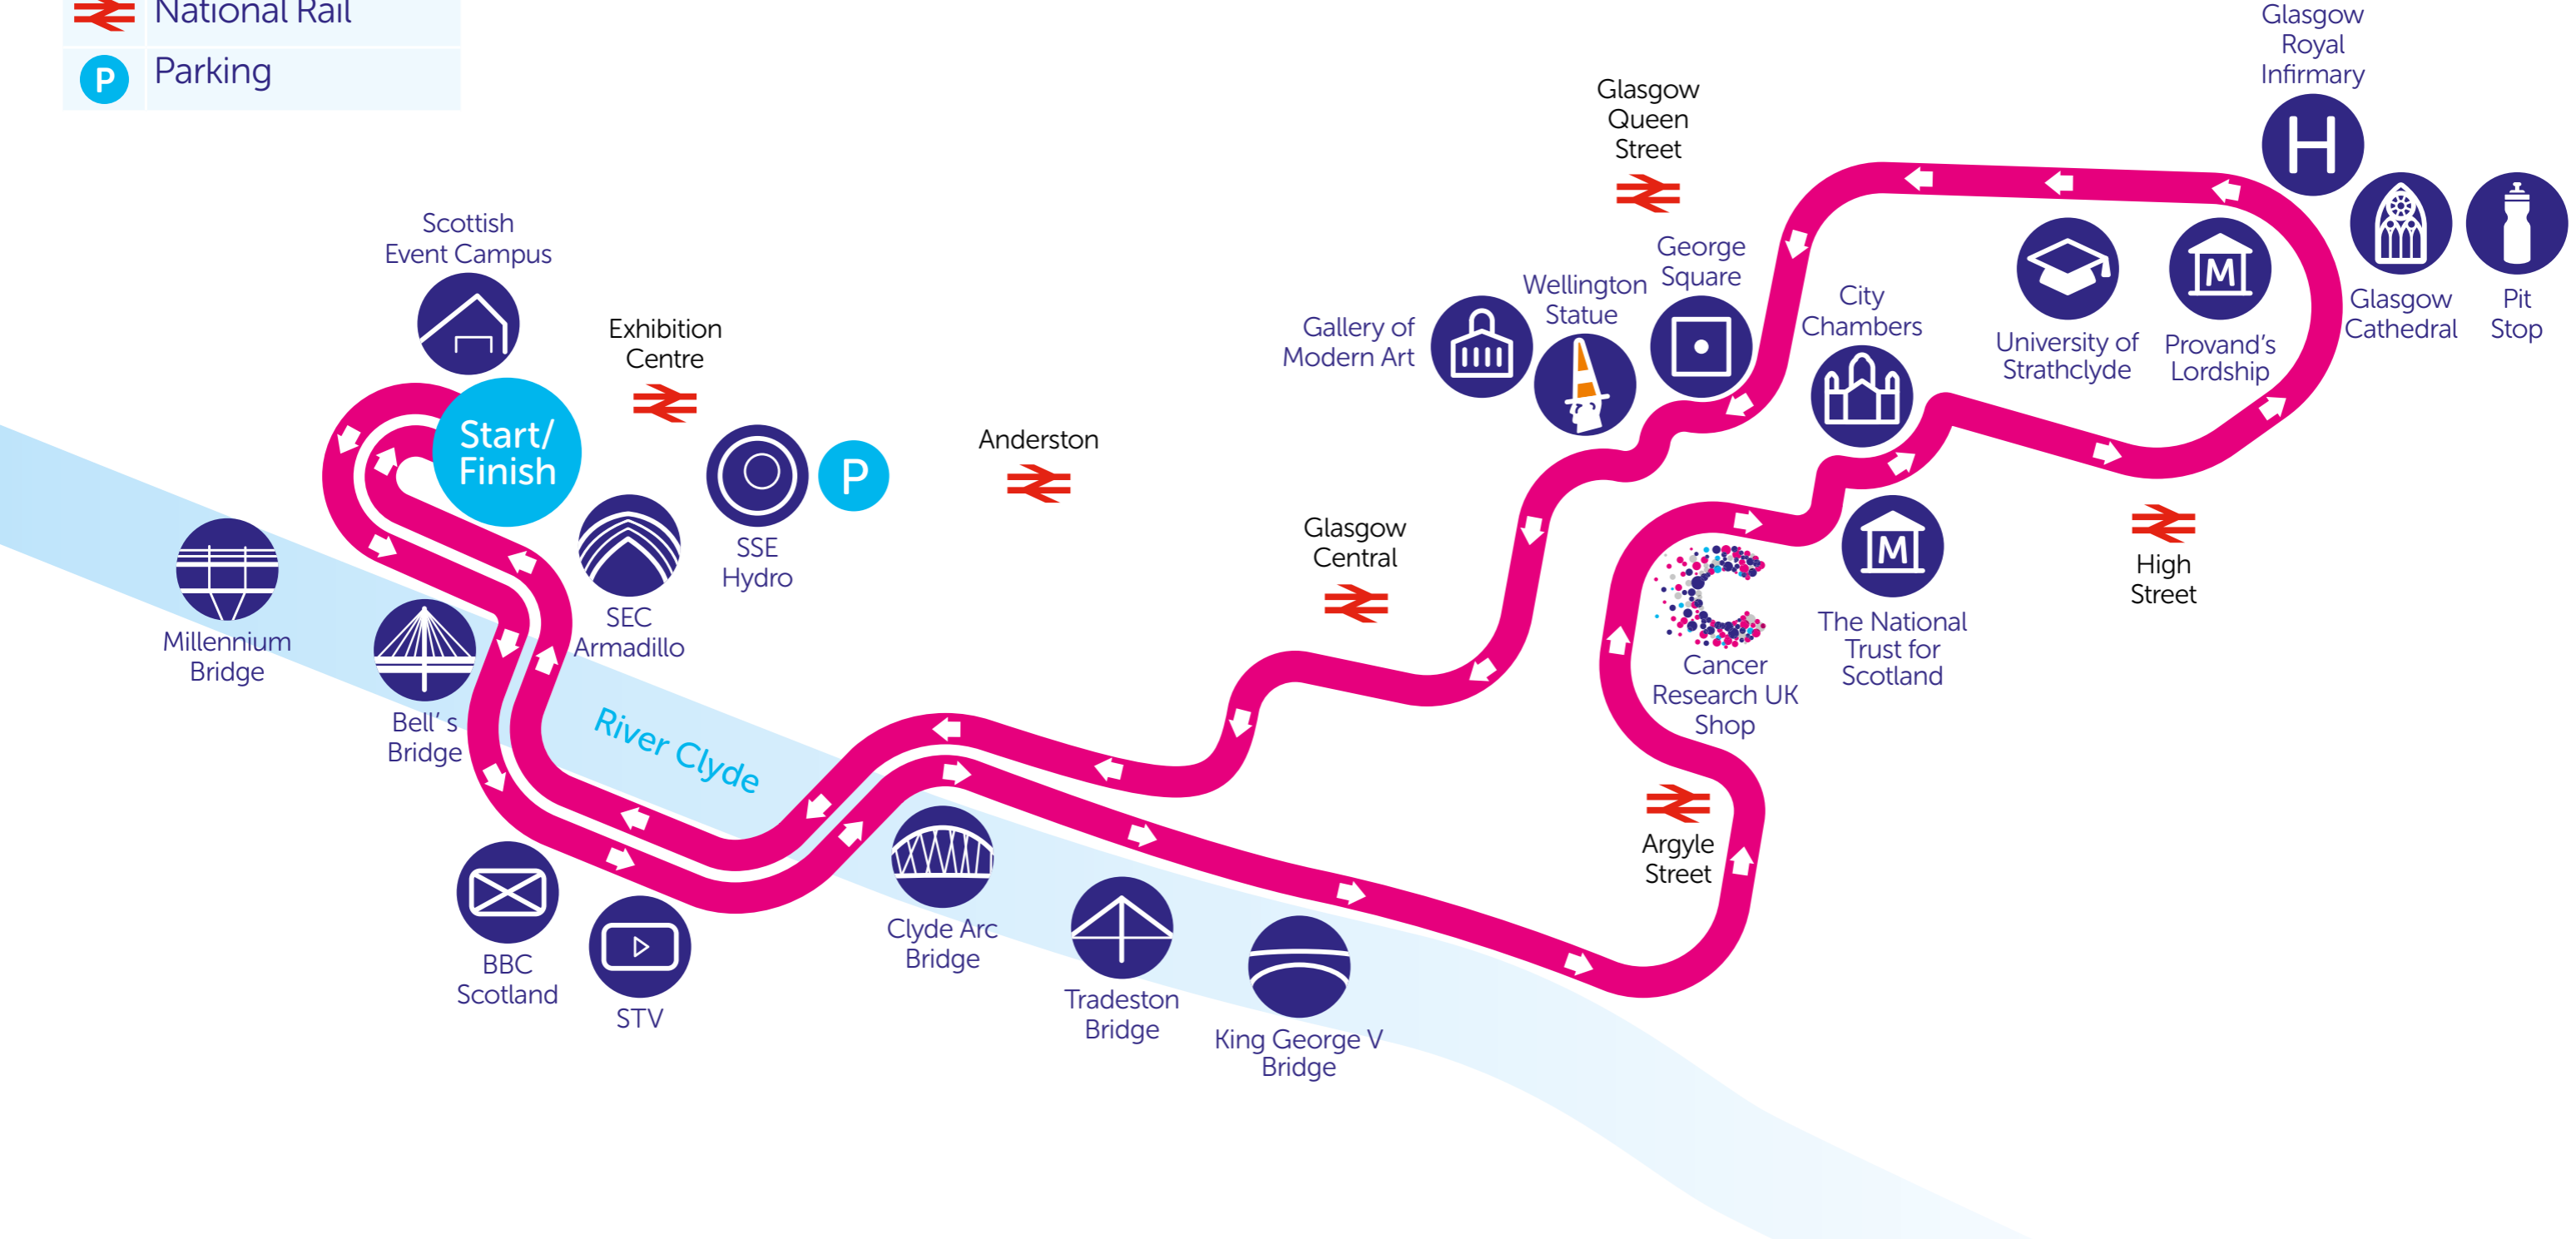 National Rail
P
Parking
Glasgow
Royal
Infirmary
H
Glasgow
Queen
Street
Scottish
Event Campus
George
Square
Wellington
Statue
City
Chambers
Gallery of
Modern Art
Exhibition
Centre
University of
Strathclyde
M
Provand's
Lordship
Glasgow
Cathedral
Pit
Stop
Start/
Finish
Anderston
P
SSE
Hydro
Glasgow
Central
High
Street
M
The National
Trust for
Scotland
SEC
Armadillo
Millennium
Bridge
Cancer
Research UK
Shop
Bell' s
Bridge
River Clyde
Argyle
Street
Clyde Arc
Bridge
BBC
Scotland
STV
Tradeston
Bridge
King George V
Bridge